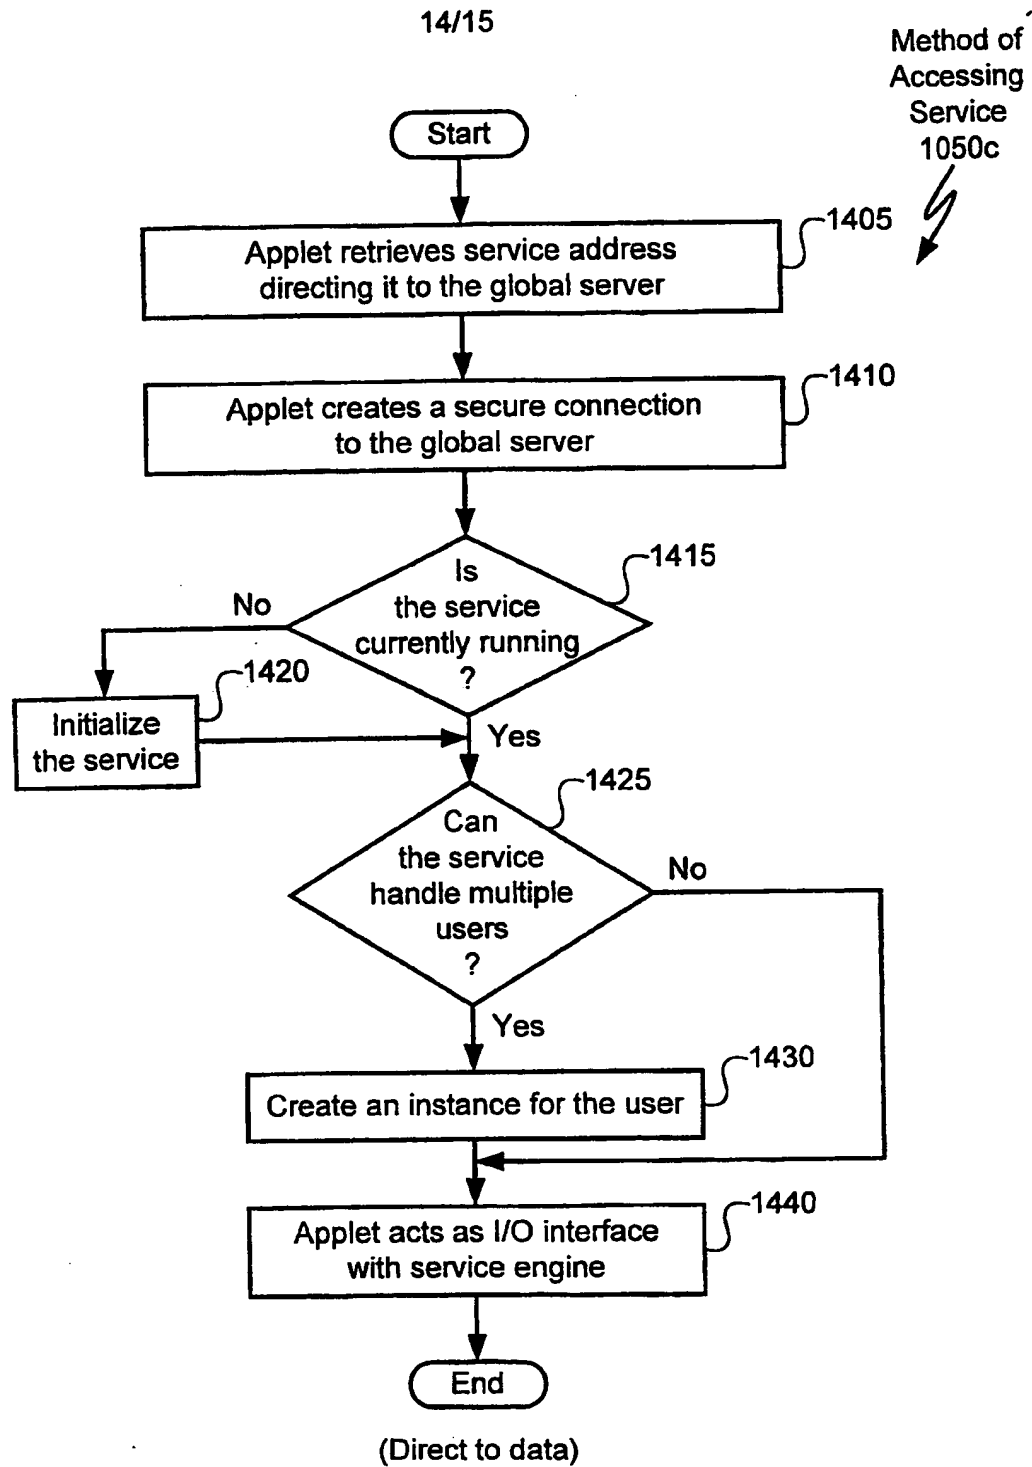 14/15
Method of
Accessing
Service
1050c
Start
1405
Applet retrieves service address
directing it to the global server
1410
Applet creates a secure connection
to the global server
1415
Is
the service
currently running
?
No
1420
Initialize
the service
Yes
1425
Can
the service
handle multiple
users
?
No
Yes
1430
Create an instance for the user
1440
Applet acts as I/O interface
with service engine
End
(Direct to data)